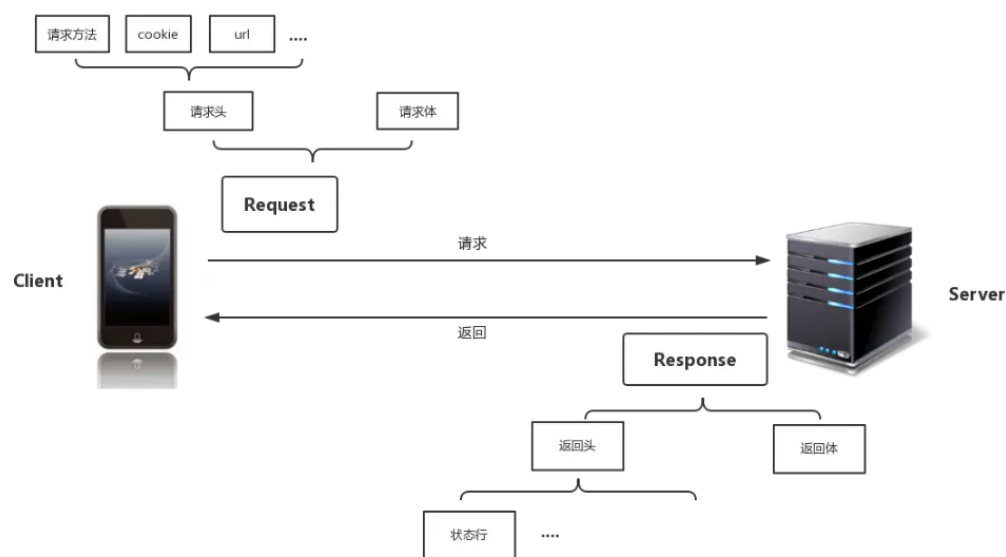 请求方法
cookie
url
....
请求头
请求体
Request
请求
Client
Server
返回
Response
返回头
返回体
状态行
....